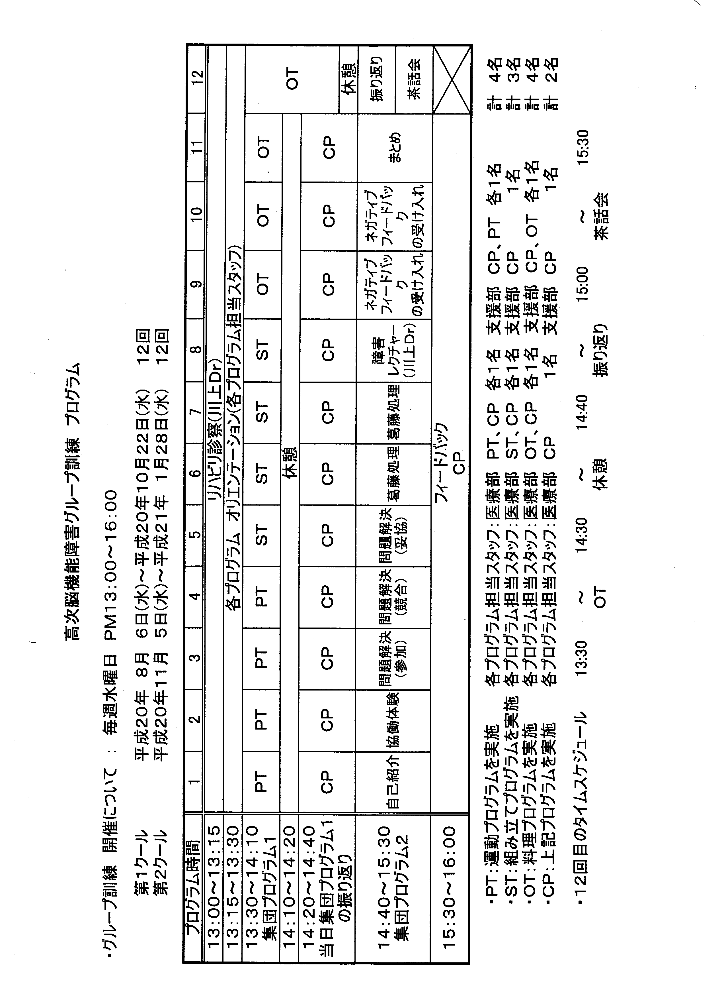 高次脳機能障害グループ訓練 プログラム
・グループ訓練 開催について : 毎週水曜日 PM13:00～16:00
第1クール 平成20年 8月 6日(水)～平成20年10月22日(水) 12回
第2クール 平成20年11月 5日(水)～平成21年 1月28日(水) 12回
プログラム時間 1 2 3 4 5 6 7 8 9 10 11 12
13:00～13:15 リハビリ診察(川上Dr)
13:15～13:30 各プログラム オリエンテーション(各プログラム担当スタッフ)
13:30～14:10 PT PT PT PT ST ST ST ST OT OT OT OT
集団プログラム1
14:10～14:20 休憩
14:20～14:40 CP CP CP CP CP CP CP CP CP CP CP 休憩
当日集団プログラム1
の振り返り
14:40～15:30
集団プログラム2
自己紹介
協働体験
問題解決
(参加)
問題解決
(競合)
問題解決
(妥協)
葛藤処理
葛藤処理
障害
レクチャー
(川上Dr)
ネガティブ
フィードバッ
ク
の受け入れ
ネガティブ
フィードバッ
ク
の受け入れ
まとめ
振り返り
茶話会
15:30～16:00 フィードバック
CP
・PT:運動プログラムを実施 各プログラム担当スタッフ:医療部 PT、CP 各1名 支援部 CP、PT 各1名 計 4名
・ST:組み立てプログラムを実施 各プログラム担当スタッフ:医療部 ST、CP 各1名 支援部 CP 1名 計 3名
・OT:料理プログラムを実施 各プログラム担当スタッフ:医療部 OT、CP 各1名 支援部 CP、OT 各1名 計 4名
・CP:上記プログラムを実施 各プログラム担当スタッフ:医療部 CP 1名 支援部 CP 1名 計 2名
・12回目のタイムスケジュール 13:30 ～ 14:30 ～ 14:40 ～ 15:00 ～ 15:30
OT 休憩 振り返り 茶話会